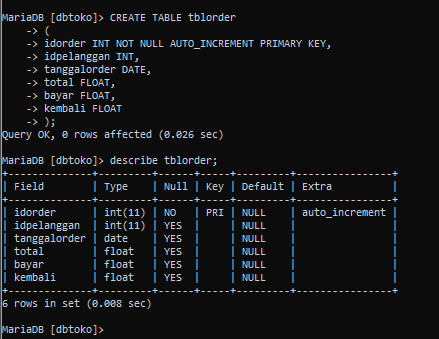 MariaDB [dbtoko]> CREATE TABLE tblorder
    -> (
    -> idorder INT NOT NULL AUTO_INCREMENT PRIMARY KEY,
    -> idpelanggan INT,
    -> tanggalorder DATE,
    -> total FLOAT,
    -> bayar FLOAT,
    -> kembali FLOAT
    -> );
Query OK, 0 rows affected (0.026 sec)

MariaDB [dbtoko]> describe tblorder;
+--------------+---------+------+-----+---------+----------------+
| Field        | Type    | Null | Key | Default | Extra          |
+--------------+---------+------+-----+---------+----------------+
| idorder      | int(11) | NO   | PRI | NULL    | auto_increment |
| idpelanggan  | int(11) | YES  |     | NULL    |                |
| tanggalorder | date    | YES  |     | NULL    |                |
| total        | float   | YES  |     | NULL    |                |
| bayar        | float   | YES  |     | NULL    |                |
| kembali      | float   | YES  |     | NULL    |                |
+--------------+---------+------+-----+---------+----------------+
6 rows in set (0.008 sec)

MariaDB [dbtoko]>